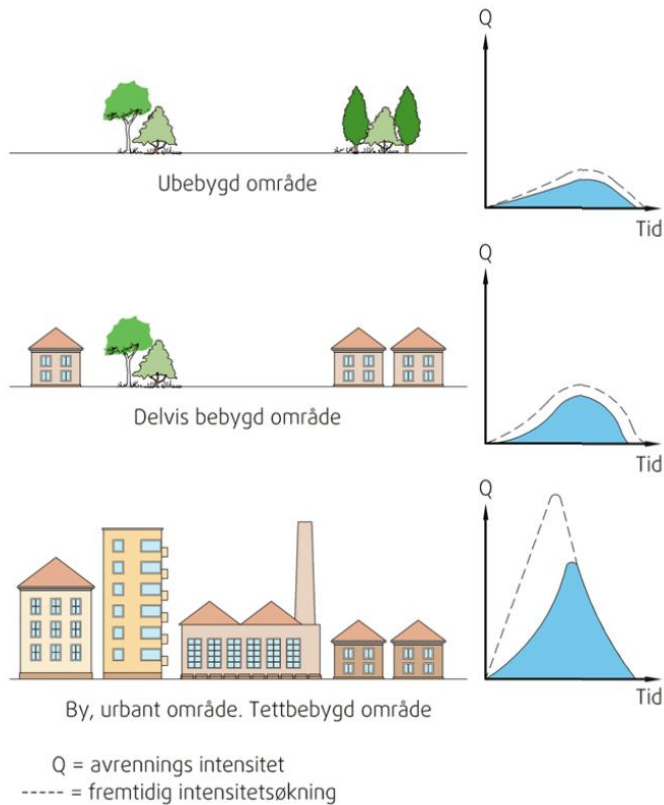 Q
Ubebygd område
Tid
Q
Delvis bebygd område
Tid
Q
By, urbant område. Tettbebygd område
Tid
Q = avrennings intensitet
----- = fremtidig intensitetsøkning